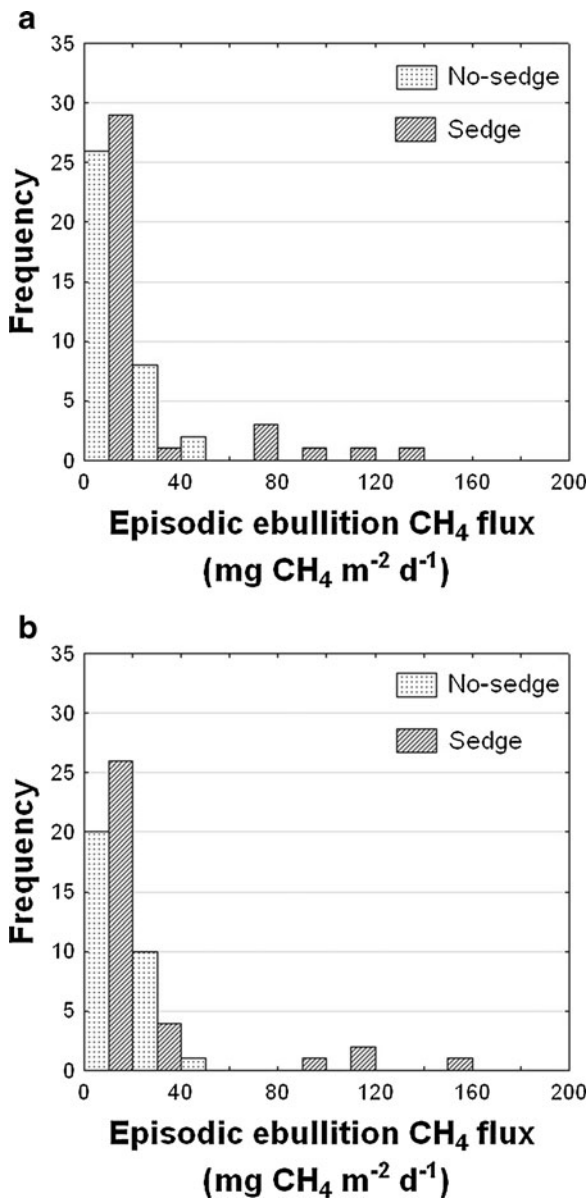 a
35
30
25
20
15
10
5
0
Frequency
No-sedge
Sedge
0 40 80 120 160 200
Episodic ebullition CH₄ flux
(mg CH₄ m⁻² d⁻¹)
b
35
30
25
20
15
10
5
0
Frequency
No-sedge
Sedge
0 40 80 120 160 200
Episodic ebullition CH₄ flux
(mg CH₄ m⁻² d⁻¹)